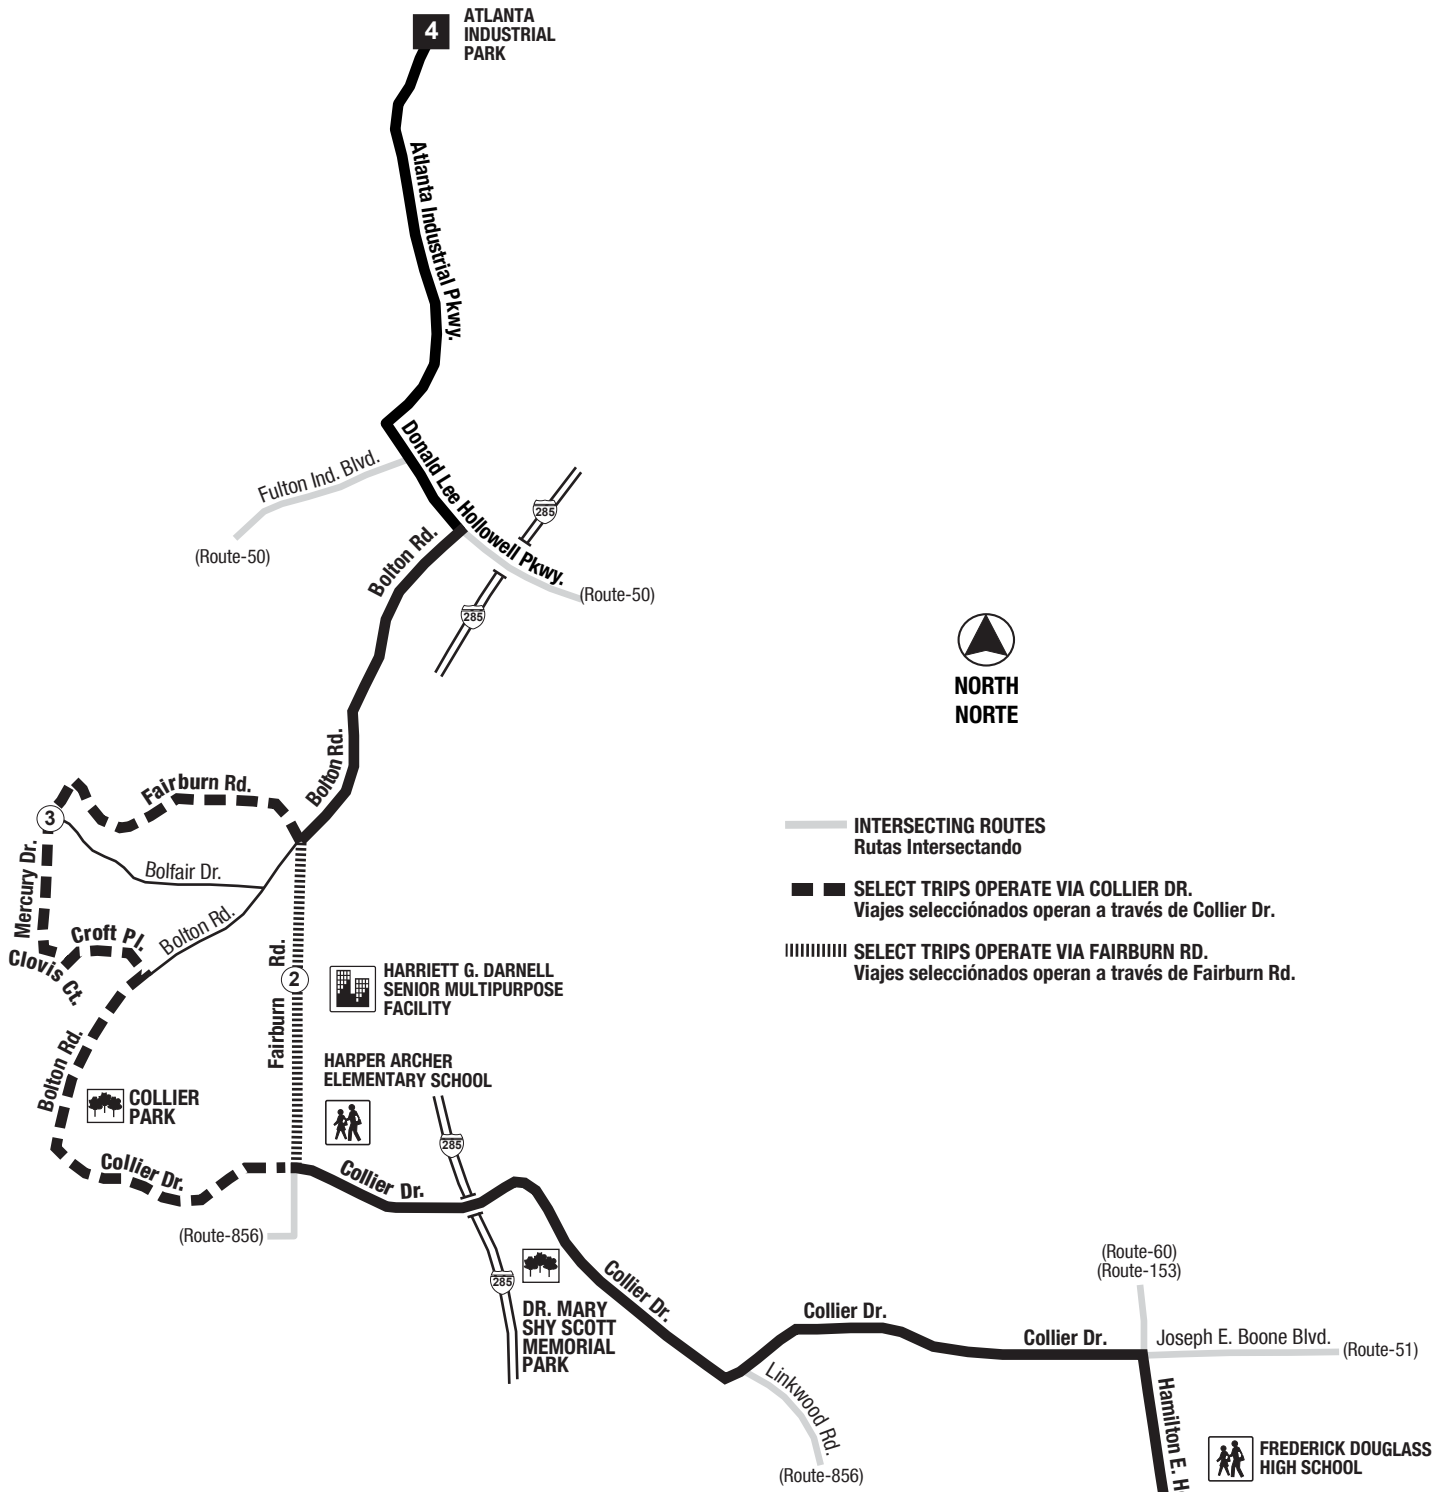 4
ATLANTA
INDUSTRIAL
PARK
Atlanta Industrial Pkwy.
Donald Lee Hollowell Pkwy.
Fulton Ind. Blvd.
(Route-50)
285
Bolton Rd.
(Route-50)
285
NORTH
NORTE
Bolton Rd.
Fairburn Rd.
3
INTERSECTING ROUTES
Rutas Intersectando
Mercury Dr.
Bolfair Dr.
SELECT TRIPS OPERATE VIA COLLIER DR.
Viajes selecciónados operan a través de Collier Dr.
Croft Pl.
Bolton Rd.
Clovis Ct.
SELECT TRIPS OPERATE VIA FAIRBURN RD.
Viajes selecciónados operan a través de Fairburn Rd.
Fairburn Rd.
2
HARRIETT G. DARNELL
SENIOR MULTIPURPOSE
FACILITY
Bolton Rd.
HARPER ARCHER
ELEMENTARY SCHOOL
COLLIER
PARK
285
Collier Dr.
Collier Dr.
(Route-856)
285
DR. MARY
SHY SCOTT
MEMORIAL
PARK
Collier Dr.
(Route-60)
(Route-153)
Collier Dr.
Collier Dr.
Joseph E. Boone Blvd.
(Route-51)
Linkwood Rd.
(Route-856)
Hamilton E.
FREDERICK DOUGLASS
HIGH SCHOOL